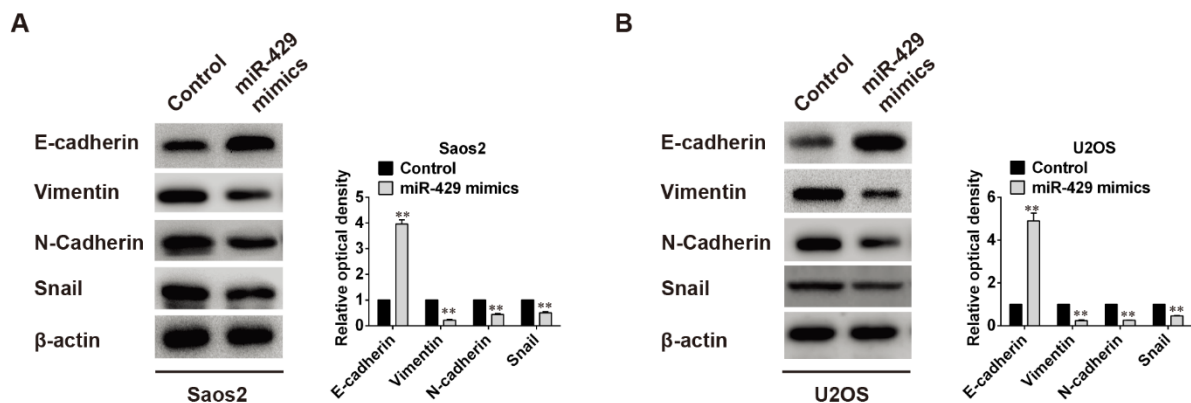 A
Control
miR-429
mimics
E-cadherin
Vimentin
N-Cadherin
Snail
β-actin
Saos2
Saos2
Control
miR-429 mimics
Relative optical density
5
4
3
2
1
0
**
**
**
**
E-cadherin
Vimentin
N-cadherin
Snail
B
Control
miR-429
mimics
E-cadherin
Vimentin
N-Cadherin
Snail
β-actin
U2OS
U2OS
Control
miR-429 mimics
Relative optical density
6
4
2
0
**
**
**
**
E-cadherin
Vimentin
N-cadherin
Snail